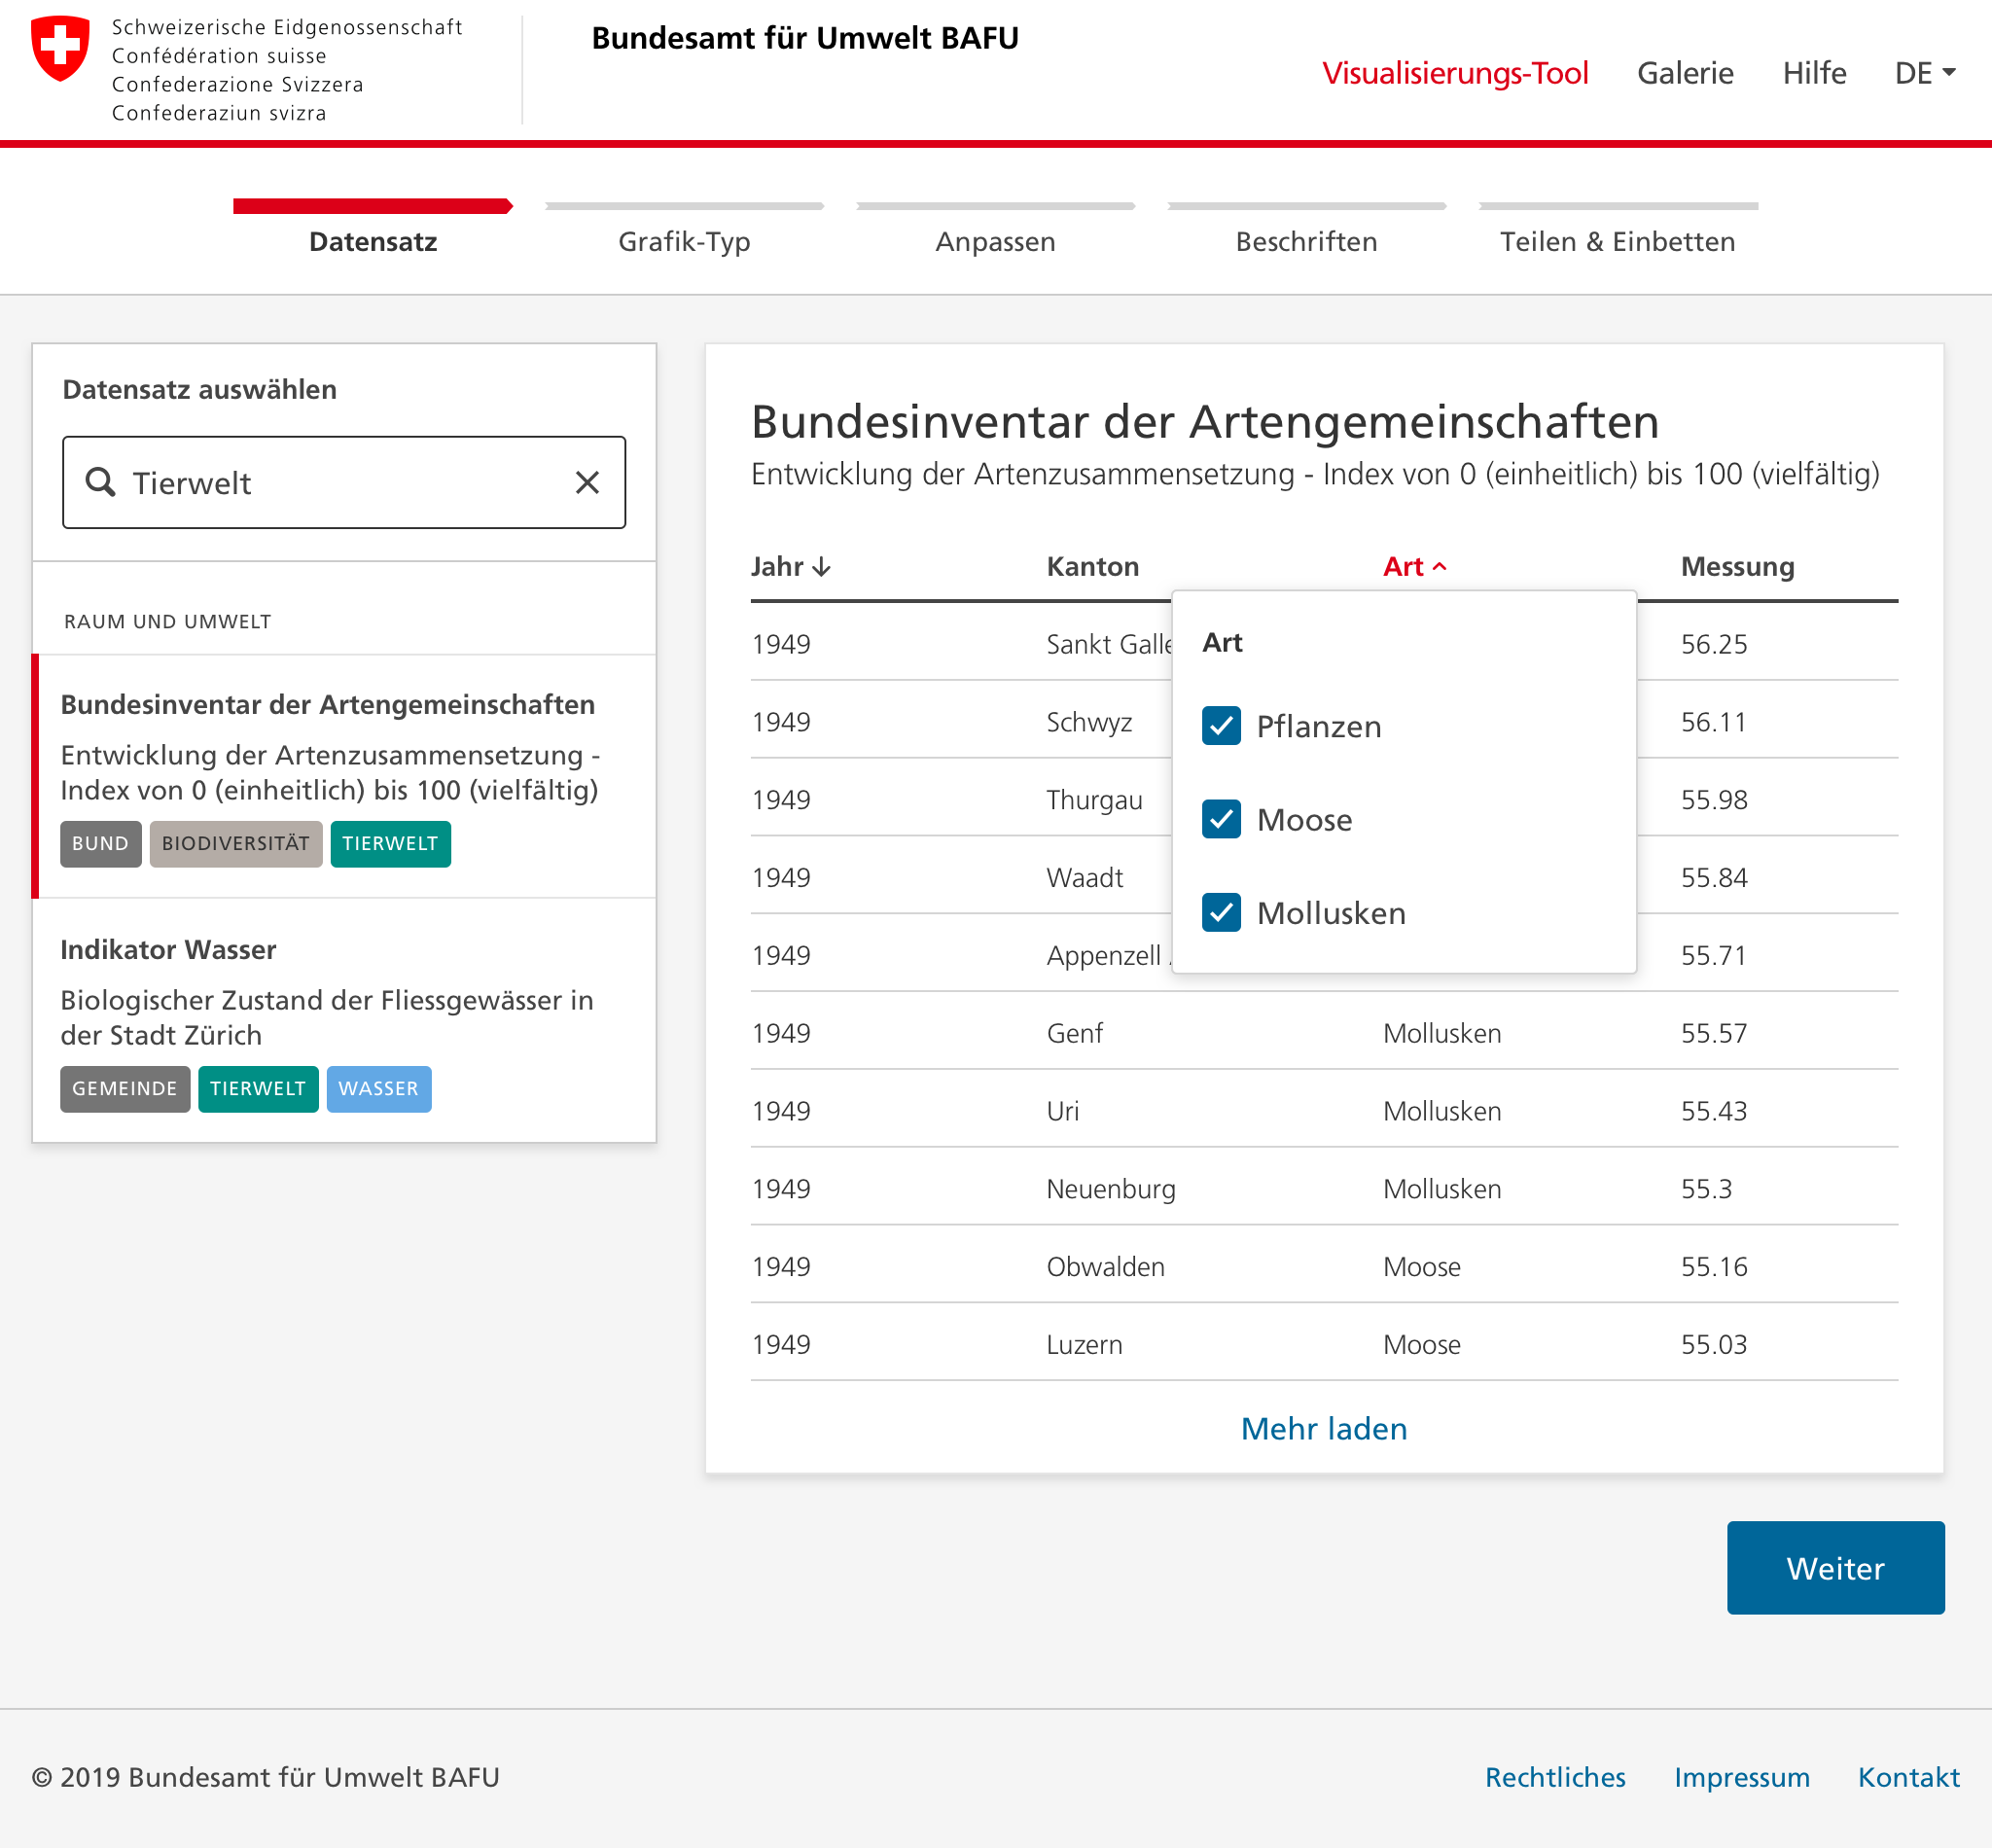 Schweizerische Eidgenossenschaft
Confédération suisse
Confederazione Svizzera
Confederaziun svizra
Bundesamt für Umwelt BAFU
Visualisierungs-Tool Galerie Hilfe DE
Datensatz Grafik-Typ Anpassen Beschriften Teilen & Einbetten
Datensatz auswählen
Tierwelt
RAUM UND UMWELT
Bundesinventar der Artengemeinschaften
Entwicklung der Artenzusammensetzung -
Index von 0 (einheitlich) bis 100 (vielfältig)
BUND BIODIVERSITÄT TIERWELT
Indikator Wasser
Biologischer Zustand der Fliessgewässer in
der Stadt Zürich
GEMEINDE TIERWELT WASSER
Bundesinventar der Artengemeinschaften
Entwicklung der Artenzusammensetzung - Index von 0 (einheitlich) bis 100 (vielfältig)
Jahr Kanton Art Messung
1949 Sankt 56.25
1949 Schwyz 56.11
1949 Thurgau 55.98
1949 Waadt 55.84
1949 Appenzell 55.71
Art
Pflanzen
Moose
Mollusken
1949 Genf Mollusken 55.57
1949 Uri Mollusken 55.43
1949 Neuenburg Mollusken 55.3
1949 Obwalden Moose 55.16
1949 Luzern Moose 55.03
Mehr laden
Weiter
© 2019 Bundesamt für Umwelt BAFU
Rechtliches Impressum Kontakt